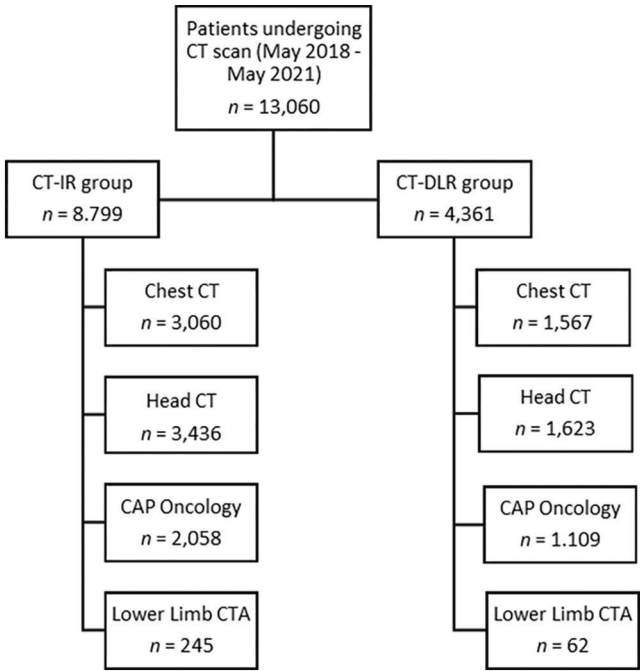 Patients undergoing
CT scan (May 2018 -
May 2021)
n = 13,060
CT-IR group
n = 8.799
CT-DLR group
n = 4,361
Chest CT
n = 3,060
Head CT
n = 3,436
CAP Oncology
n = 2,058
Lower Limb CTA
n = 245
Chest CT
n = 1,567
Head CT
n = 1,623
CAP Oncology
n = 1.109
Lower Limb CTA
n = 62